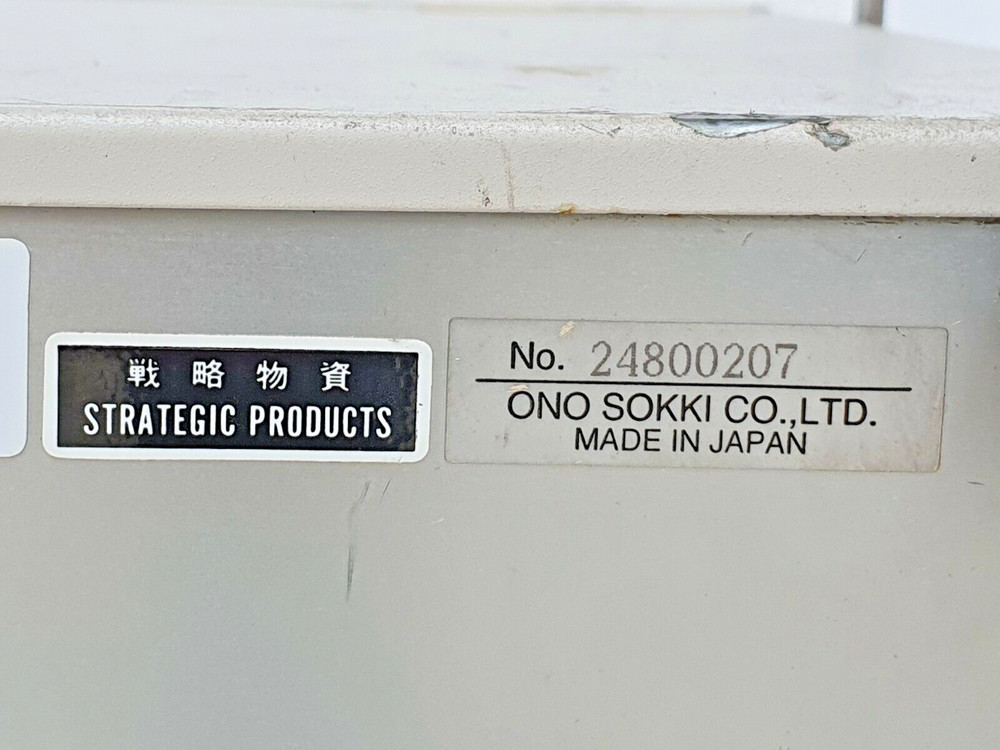 戦略物資
STRATEGIC PRODUCTS
No. 24800207
ONO SOKKI CO.,LTD.
MADE IN JAPAN